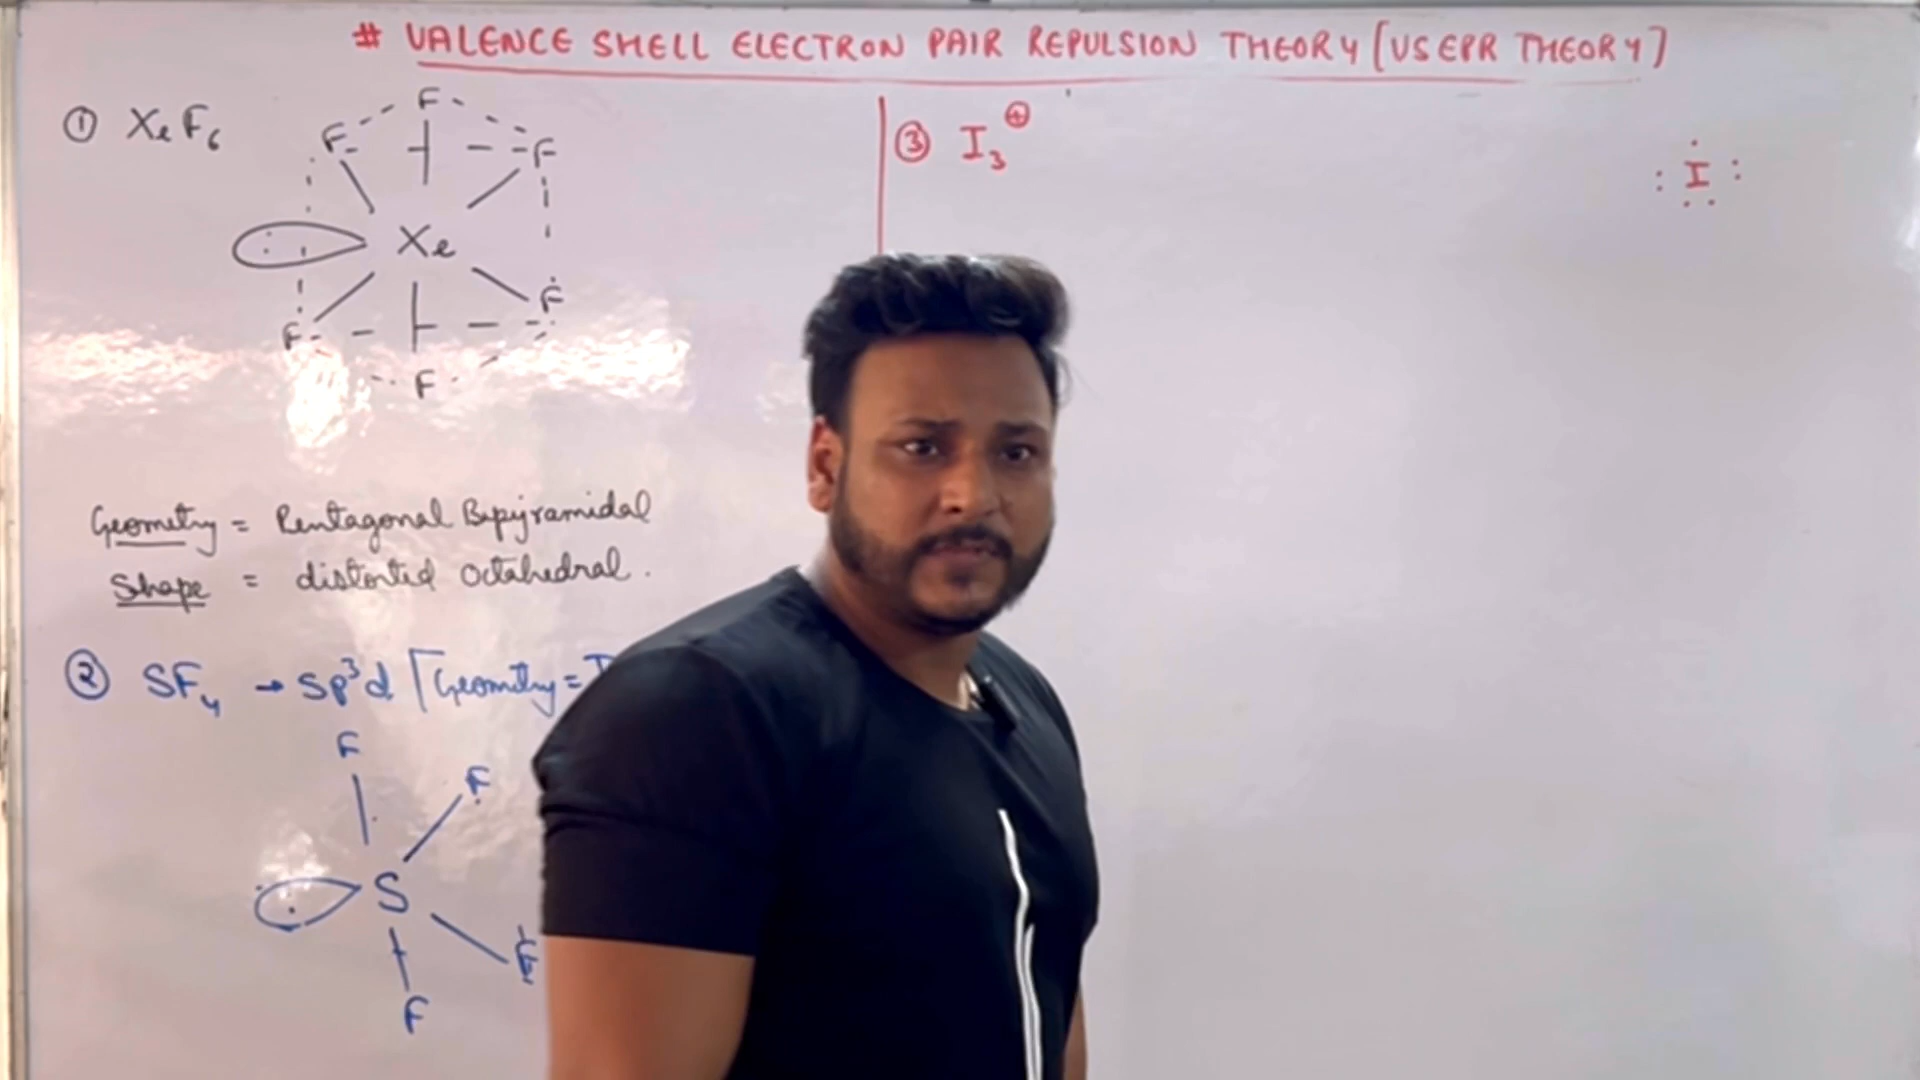 # VALENCE SHELL ELECTRON PAIR REPULSION THEORY [VSEPR THEORY]
① XeF₆
F
F F
Xe
F F
F
Geometry = Pentagonal Bipyramidal
Shape = distorted octahedral.
② SF₄ → sp³d [Geometry =
F
F
S
F
③ I₃⊕
: I :